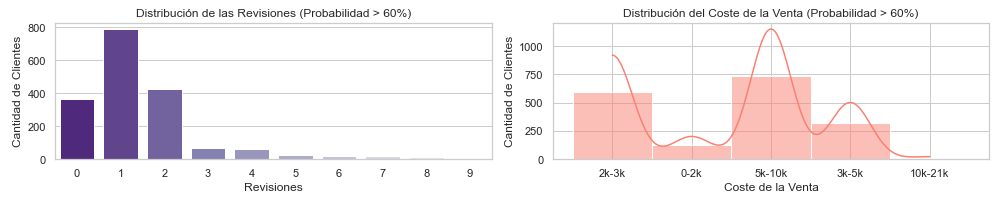 Distribución de las Revisiones (Probabilidad > 60%)
Cantidad de Clientes
800
600
400
200
0
0 1 2 3 4 5 6 7 8 9
Revisiones
Distribución del Coste de la Venta (Probabilidad > 60%)
Cantidad de Clientes
1000
750
500
250
0
2k-3k 0-2k 5k-10k 3k-5k 10k-21k
Coste de la Venta